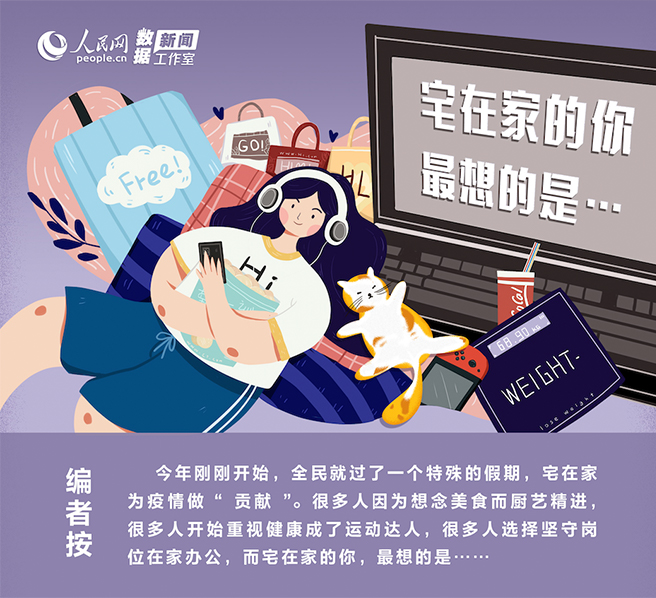 人民网
people.cn
数据
新闻
工作室
宅在家的你
最想的是…
Free!
GO!
Hi
68.90 KG
WEIGHT
lose weight
编者按
今年刚刚开始，全民就过了一个特殊的假期，宅在家
为疫情做“ 贡献 ”。很多人因为想念美食而厨艺精进，
很多人开始重视健康成了运动达人，很多人选择坚守岗
位在家办公，而宅在家的你，最想的是……